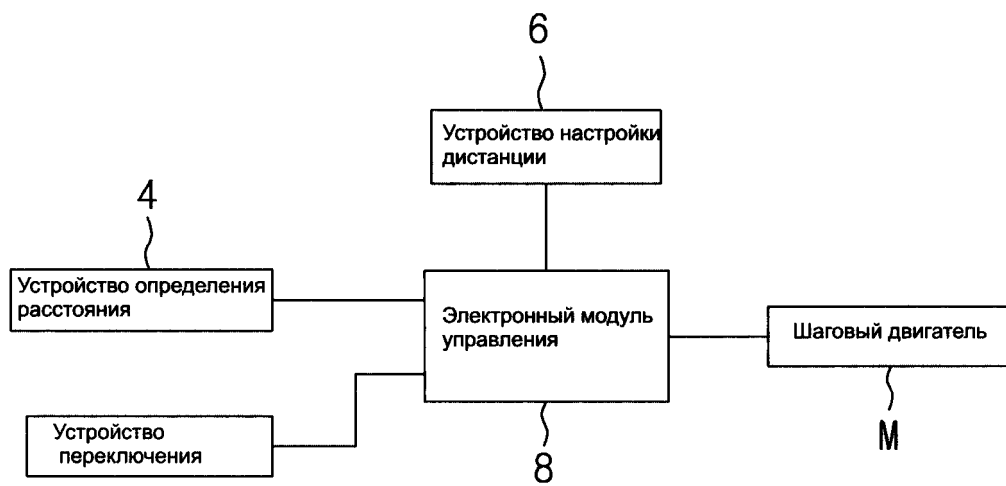 6
Устройство настройки
дистанции
4
Устройство определения
расстояния
Электронный модуль
управления
Шаговый двигатель
Устройство
переключения
8
M